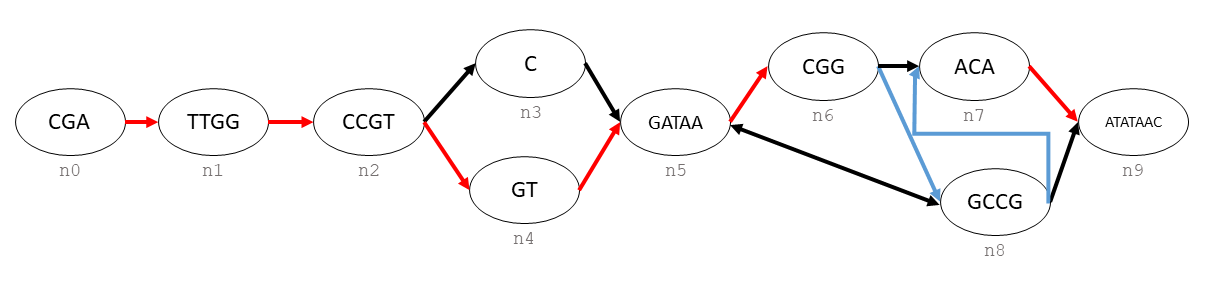 CGA
n0
TTGG
n1
CCGT
n2
C
n3
GT
n4
GATAA
n5
CGG
n6
ACA
n7
GCCG
n8
ATATAAC
n9